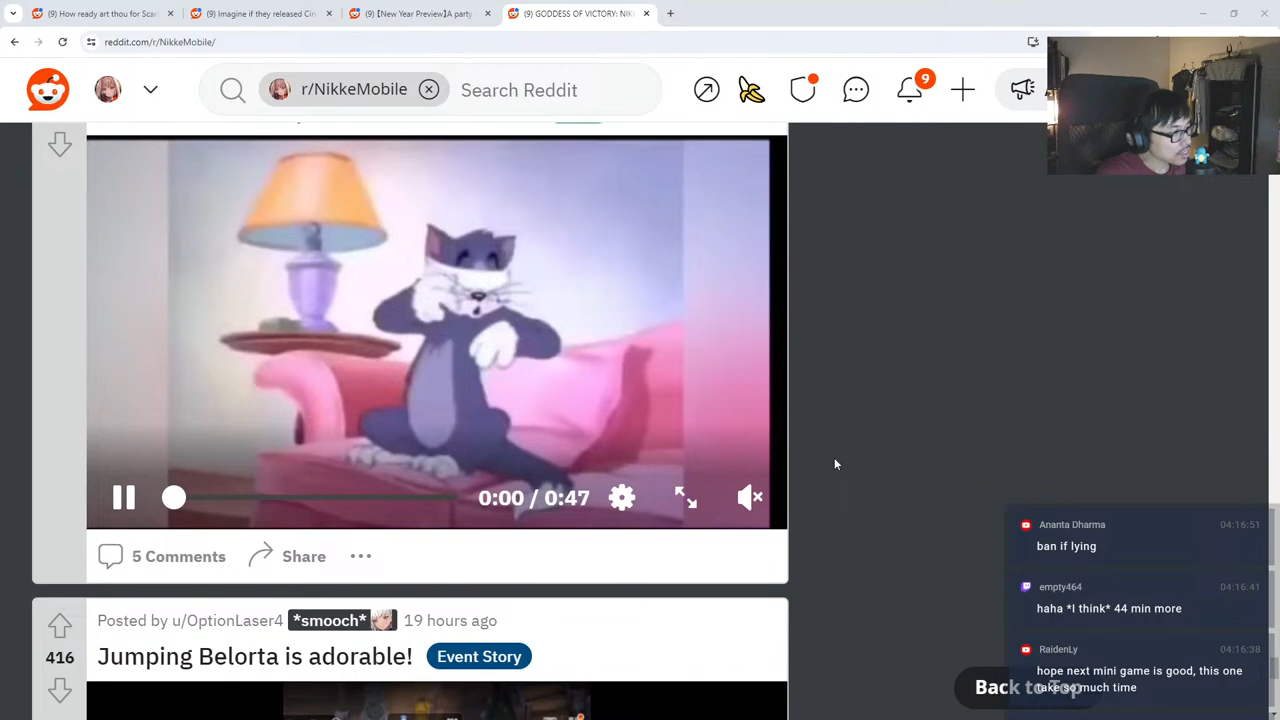 (9) How ready art thou for Scar
(9) Imagine if they released Cin
(9) 【New Year Preview】A party
(9) GODDESS OF VICTORY: NIK
reddit.com/r/NikkeMobile/
r/NikkeMobile
Search Reddit
9
0:00 / 0:47
5 Comments
Share
Posted by u/OptionLaser4 *smooch* 19 hours ago
416
Jumping Belorta is adorable!
Event Story
Ananta Dharma 04:16:51
ban if lying
empty464 04:16:41
haha *I think* 44 min more
RaidenLy 04:16:38
hope next mini game is good, this one
take so much time
Back to Top